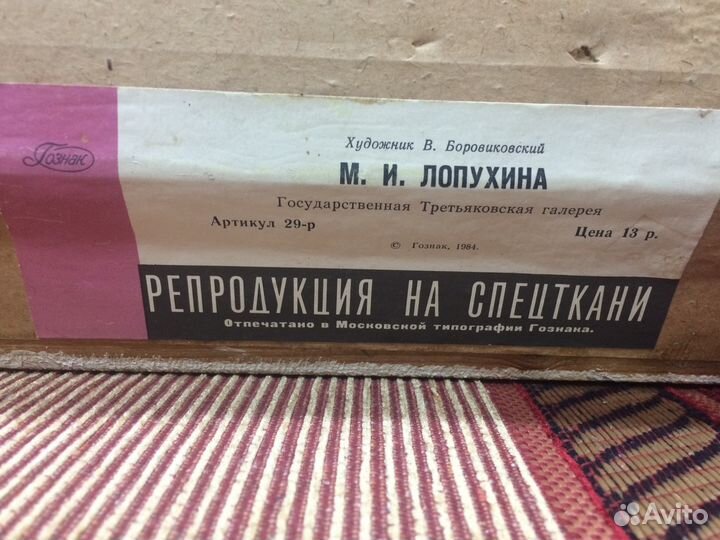 Гознак
Художник В. Боровиковский
М. И. ЛОПУХИНА
Государственная Третьяковская галерея
Артикул 29-р Цена 13 р.
© Гознак, 1984.
РЕПРОДУКЦИЯ НА СПЕЦТКАНИ
Отпечатано в Московской типографии Гознака.
Avito